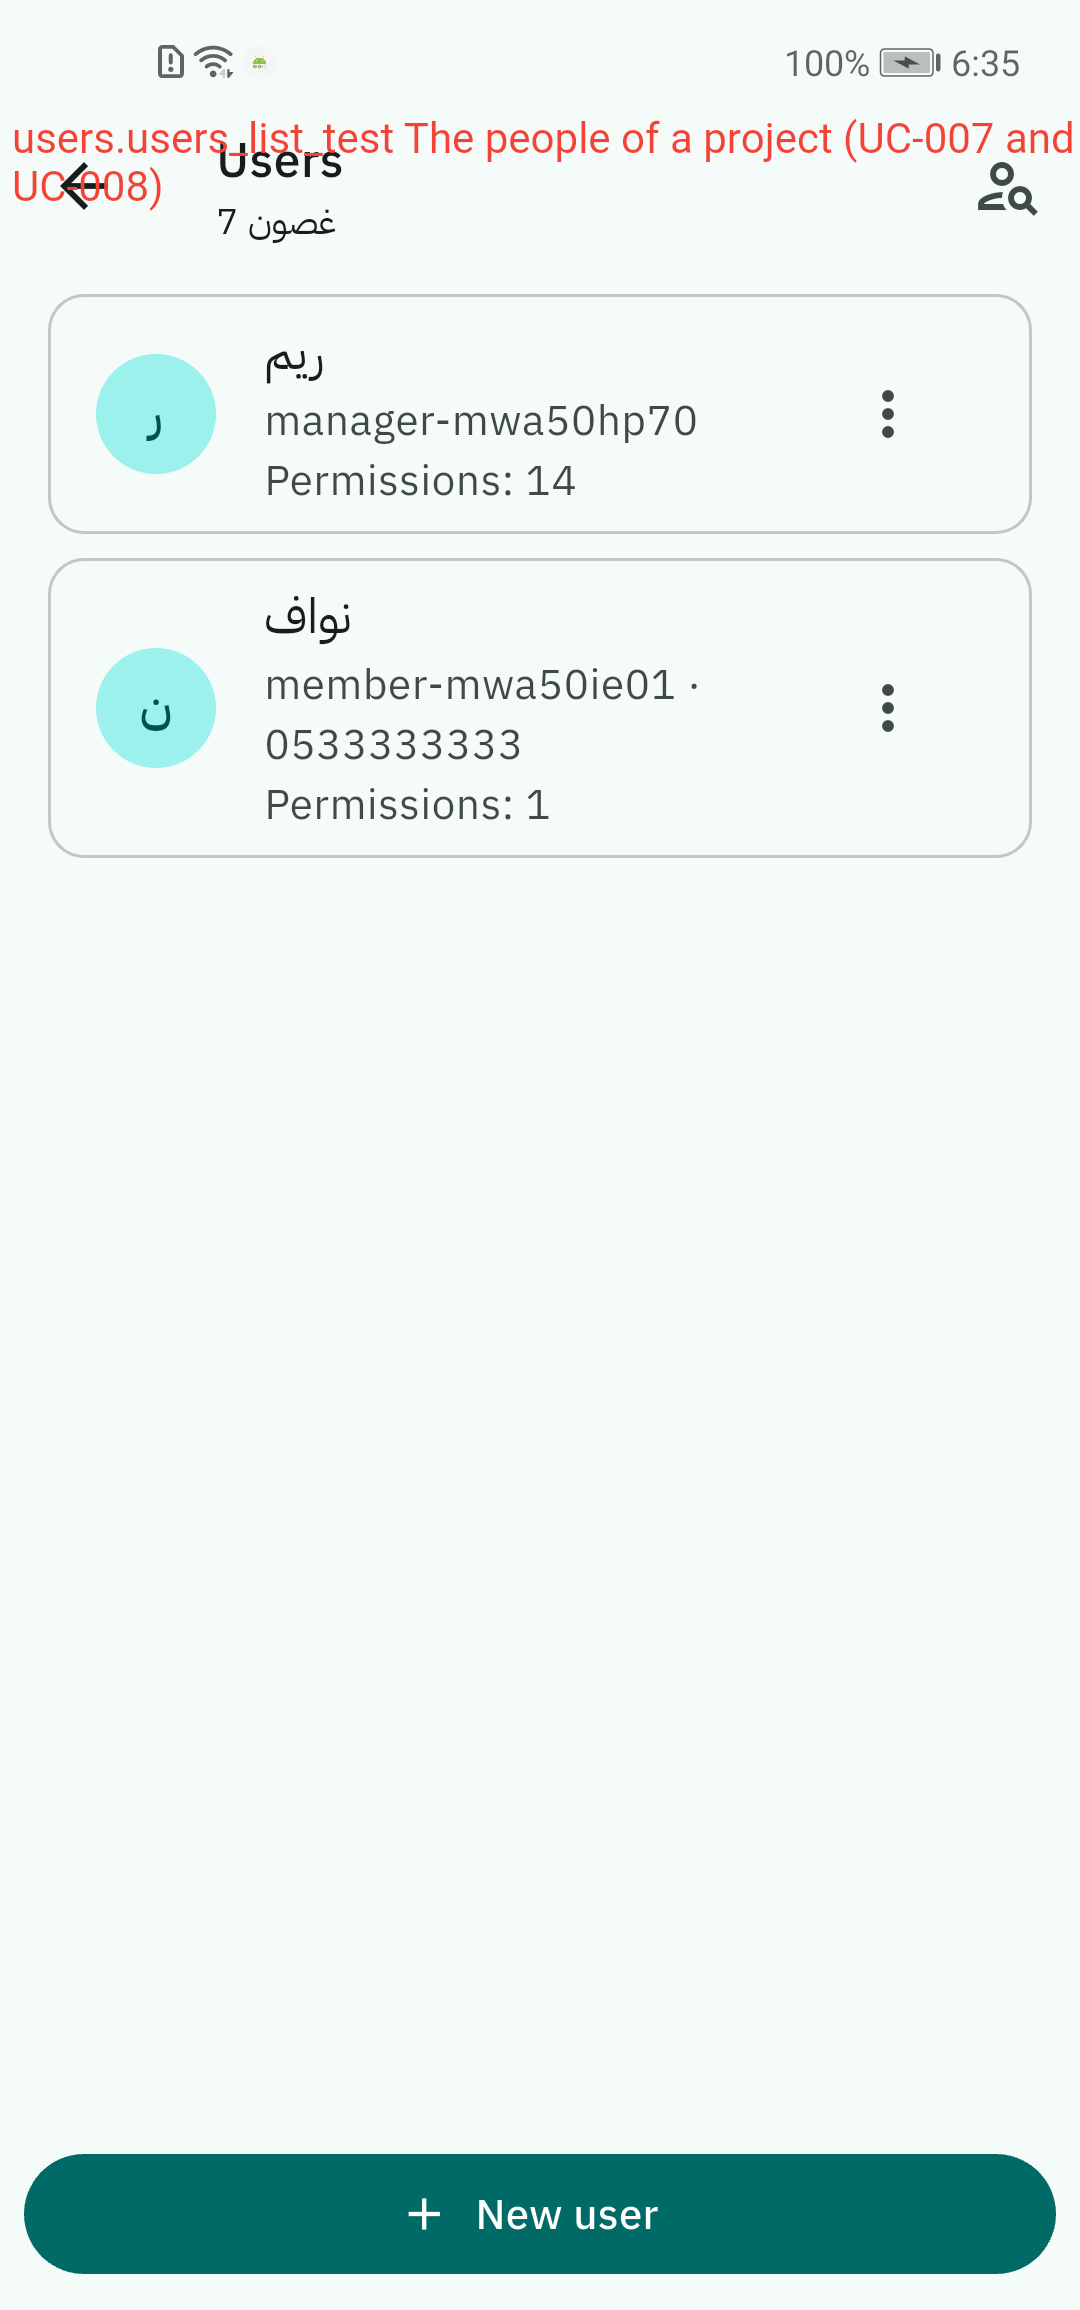 100% 6:35
users.users_list_test The people of a project (UC-007 and
UC-008)
Users
غصون 7
ر
ريم
manager-mwa50hp70
Permissions: 14
ن
نواف
member-mwa50ie01 ·
0533333333
Permissions: 1
New user